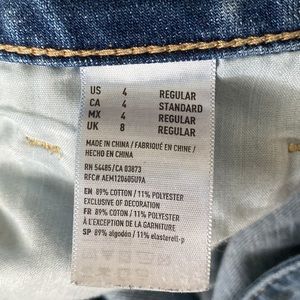 US 4 REGULAR
CA 4 STANDARD
MX 4 REGULAR
UK 8 REGULAR
MADE IN CHINA / FABRIQUÉ EN CHINE /
HECHO EN CHINA
RN 54485/CA 03873
RFC# AEM120605U9A
EN 89% COTTON / 11% POLYESTER
EXCLUSIVE OF DECORATION
FR 89% COTON / 11% POLYESTER
À L'EXCEPTION DE LA GARNITURE
SP 89% algodón / 11% elasterell-p